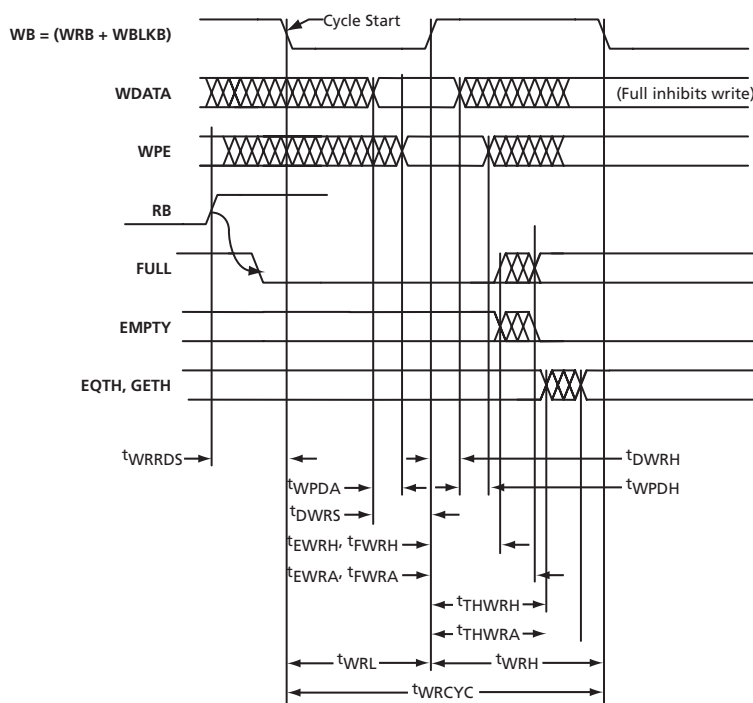 Cycle Start
WB = (WRB + WBLKB)
WDATA
(Full inhibits write)
WPE
RB
FULL
EMPTY
EQTH, GETH
tWRRDS
tDWRH
tWPDA
tWPDH
tDWRS
tEWRH, tFWRH
tEWRA, tFWRA
tTHWRH
tTHWRA
tWRL
tWRH
tWRCYC